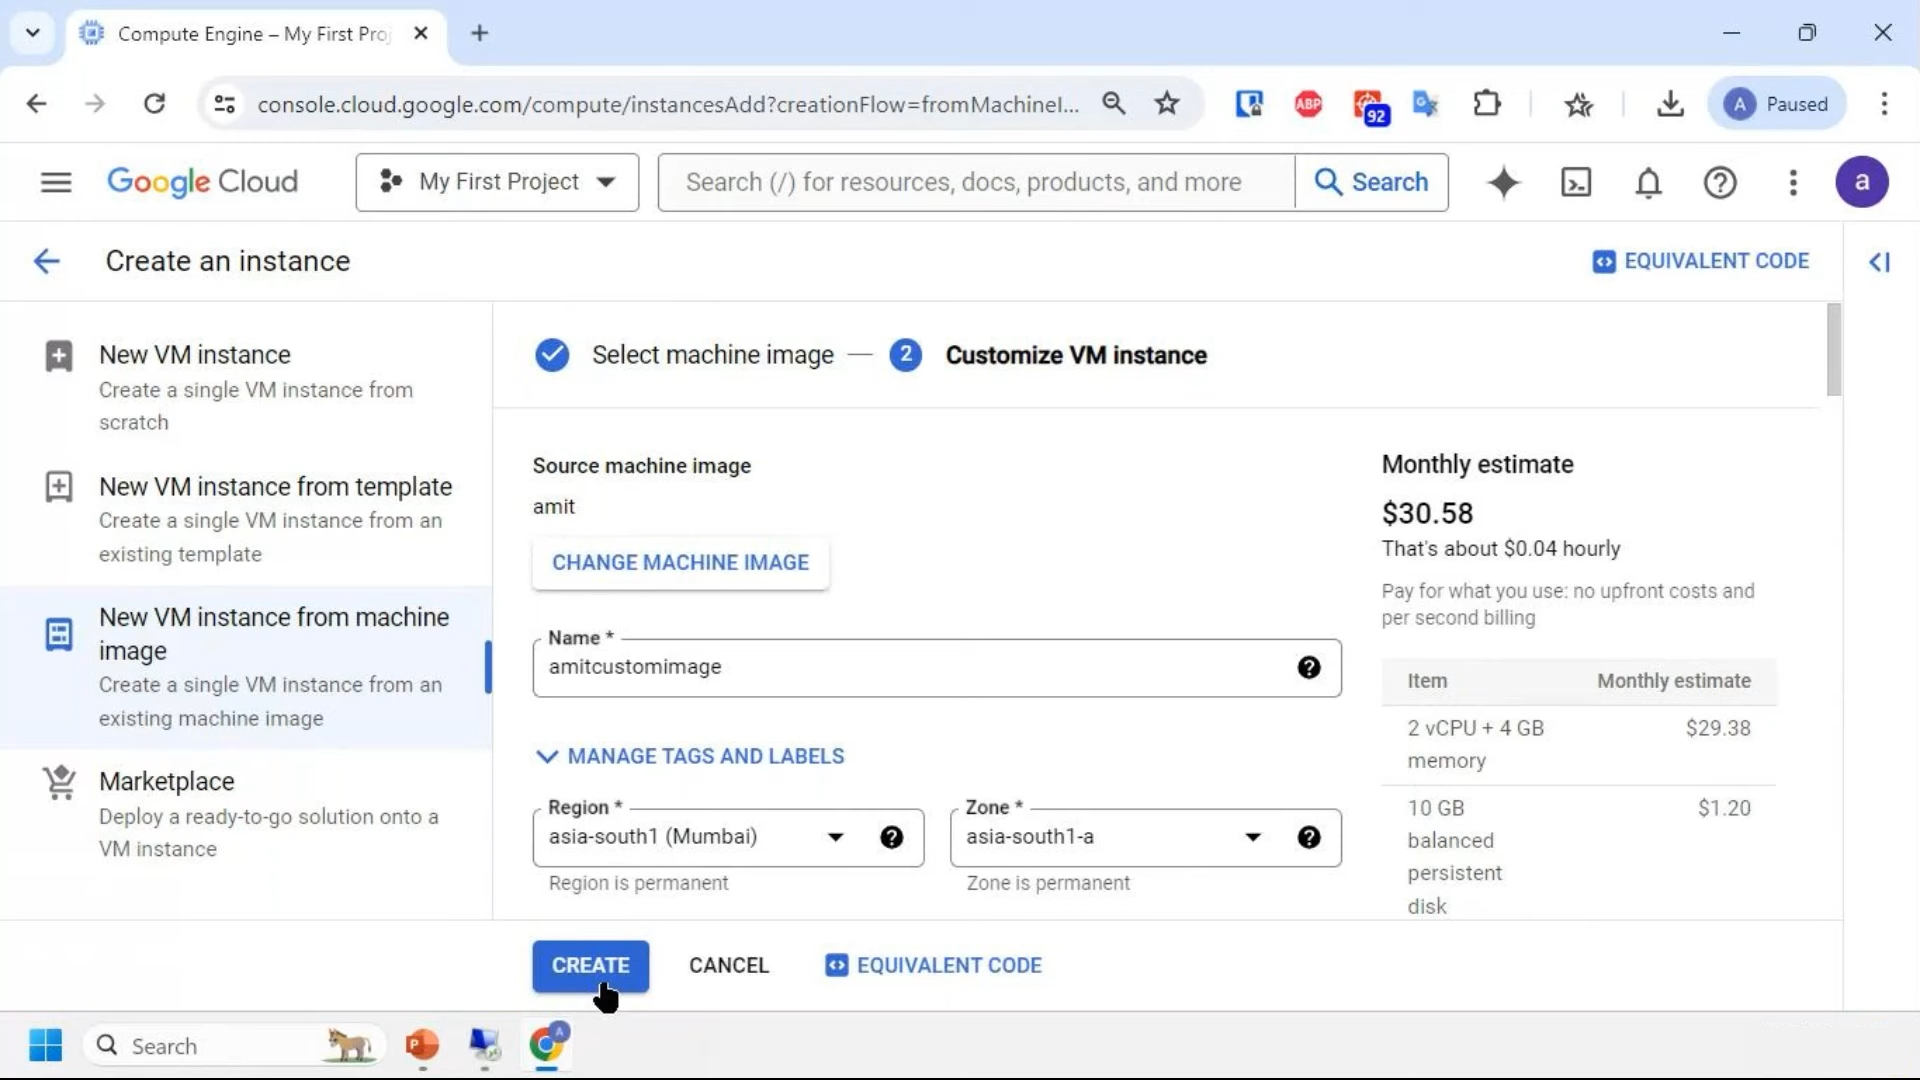 Compute Engine – My First Proj
console.cloud.google.com/compute/instancesAdd?creationFlow=fromMachineI...
ABP
92
A Paused
Google Cloud
My First Project
Search (/) for resources, docs, products, and more
Search
a
Create an instance
EQUIVALENT CODE
New VM instance
Create a single VM instance from
scratch
New VM instance from template
Create a single VM instance from an
existing template
New VM instance from machine
image
Create a single VM instance from an
existing machine image
Marketplace
Deploy a ready-to-go solution onto a
VM instance
Select machine image — 2 Customize VM instance
Source machine image
amit
CHANGE MACHINE IMAGE
Name *
amitcustomimage
MANAGE TAGS AND LABELS
Region *
asia-south1 (Mumbai)
Region is permanent
Zone *
asia-south1-a
Zone is permanent
Monthly estimate
$30.58
That's about $0.04 hourly
Pay for what you use: no upfront costs and
per second billing
Item Monthly estimate
2 vCPU + 4 GB $29.38
memory
10 GB $1.20
balanced
persistent
disk
CREATE CANCEL EQUIVALENT CODE
Search
P
A